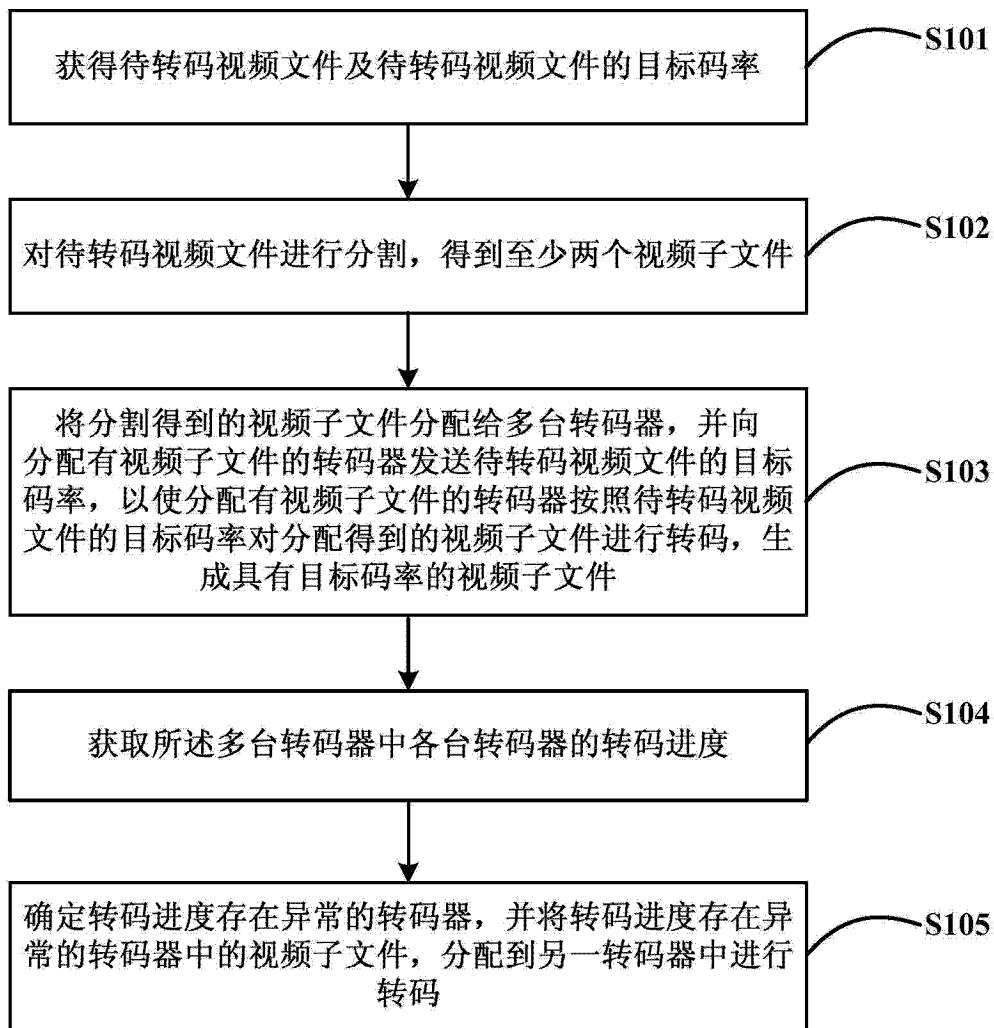 获得待转码视频文件及待转码视频文件的目标码率
S101
对待转码视频文件进行分割，得到至少两个视频子文件
S102
将分割得到的视频子文件分配给多台转码器，并向
分配有视频子文件的转码器发送待转码视频文件的目标
码率，以使分配有视频子文件的转码器按照待转码视频
文件的目标码率对分配得到的视频子文件进行转码，生
成具有目标码率的视频子文件
S103
获取所述多台转码器中各台转码器的转码进度
S104
确定转码进度存在异常的转码器，并将转码进度存在异
常的转码器中的视频子文件，分配到另一转码器中进行
转码
S105